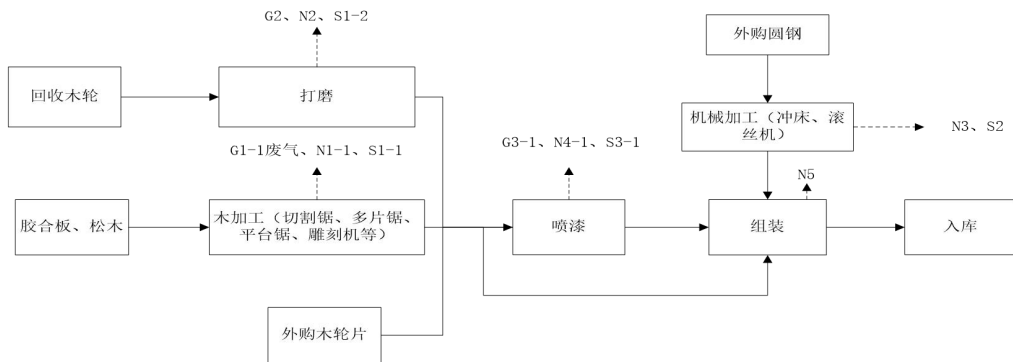 G2、N2、S1-2
外购圆钢
回收木轮
打磨
机械加工（冲床、滚
丝机）
N3、S2
G1-1废气、N1-1、S1-1
G3-1、N4-1、S3-1
N5
胶合板、松木
木加工（切割锯、多片锯、
平台锯、雕刻机等）
喷漆
组装
入库
外购木轮片